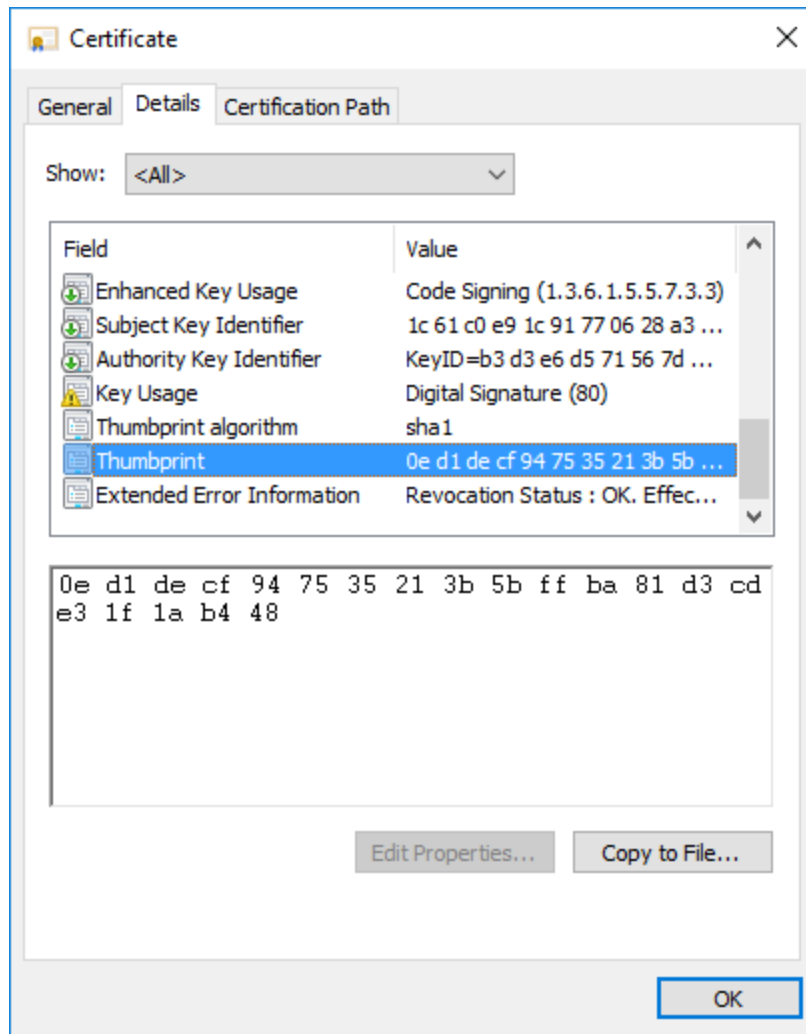 Certificate
General Details Certification Path
Show: <All>
Field Value
Enhanced Key Usage Code Signing (1.3.6.1.5.5.7.3.3)
Subject Key Identifier 1c 61 c0 e9 1c 91 77 06 28 a3 ...
Authority Key Identifier KeyID=b3 d3 e6 d5 71 56 7d ...
Key Usage Digital Signature (80)
Thumbprint algorithm sha1
Thumbprint 0e d1 de cf 94 75 35 21 3b 5b ...
Extended Error Information Revocation Status : OK. Effec...
0e d1 de cf 94 75 35 21 3b 5b ff ba 81 d3 cd
e3 1f 1a b4 48
Edit Properties... Copy to File...
OK